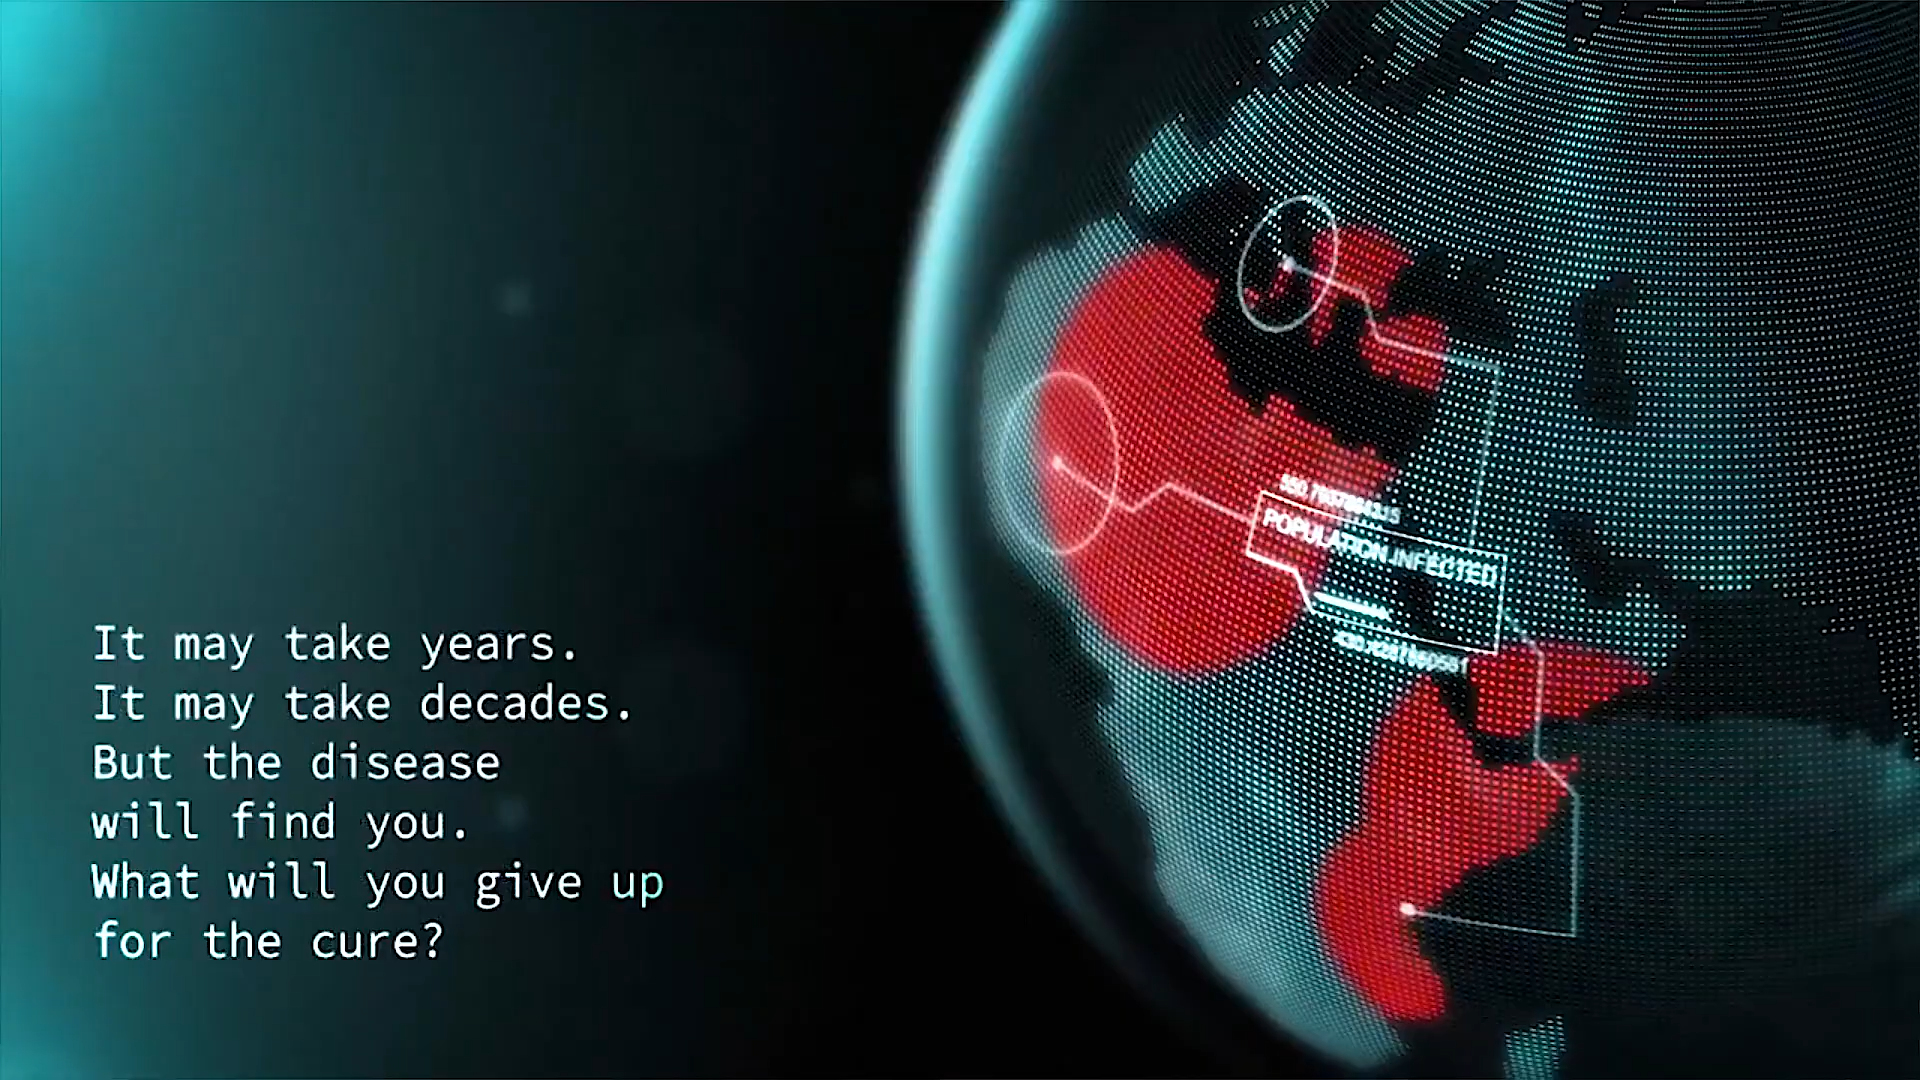 It may take years.
It may take decades.
But the disease
will find you.
What will you give up
for the cure?
POPULATION INFECTED